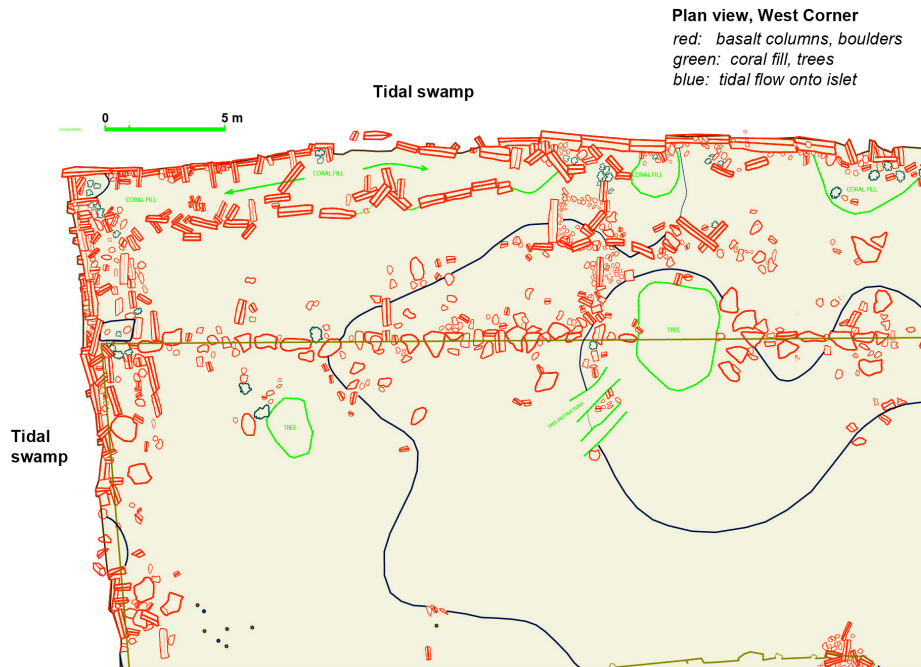 Plan view, West Corner
red: basalt columns, boulders
green: coral fill, trees
blue: tidal flow onto islet
Tidal swamp
0 5 m
CORAL FILL
CORAL FILL
CORAL FILL
CORAL FILL
TREE
TREE
Tidal
swamp